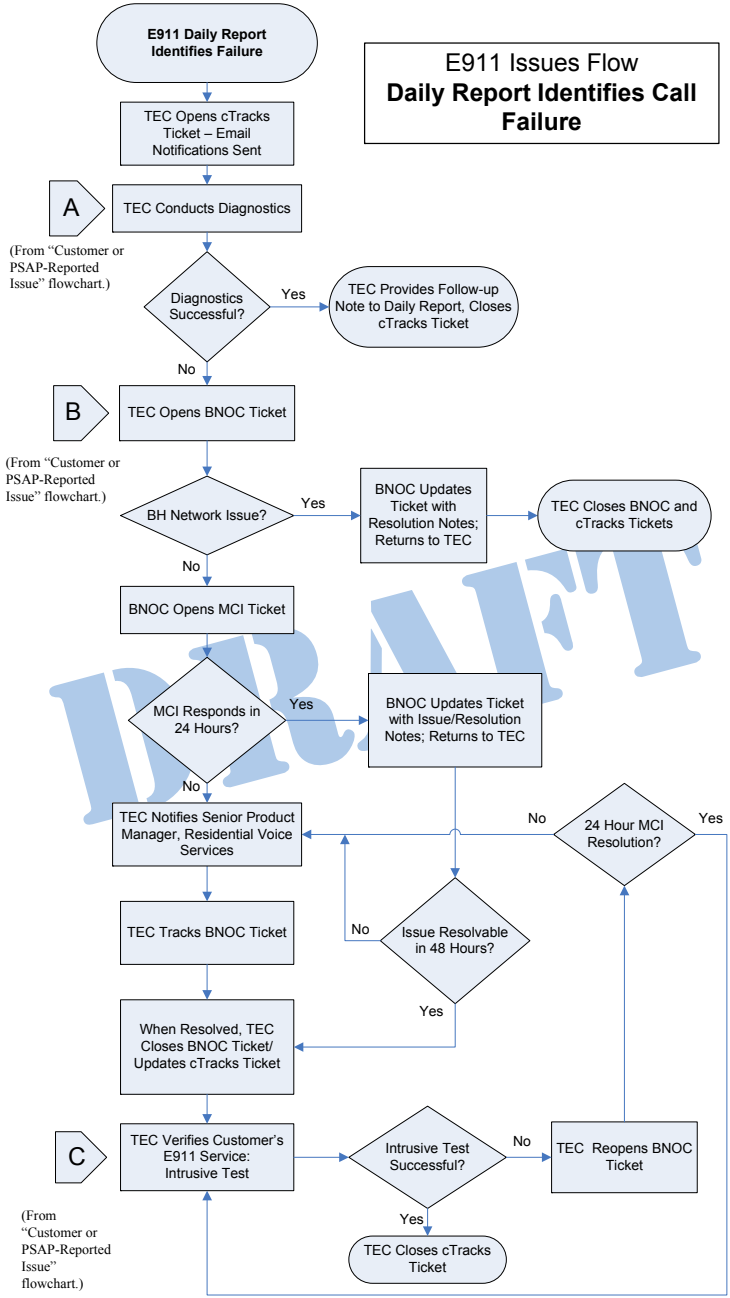 E911 Daily Report
Identifies Failure
E911 Issues Flow
Daily Report Identifies Call
Failure
TEC Opens cTracks
Ticket – Email
Notifications Sent
A
TEC Conducts Diagnostics
(From “Customer or
PSAP-Reported
Issue” flowchart.)
Diagnostics
Successful?
Yes
TEC Provides Follow-up
Note to Daily Report, Closes
cTracks Ticket
No
B
TEC Opens BNOC Ticket
(From “Customer or
PSAP-Reported
Issue” flowchart.)
BH Network Issue?
Yes
BNOC Updates
Ticket with
Resolution Notes;
Returns to TEC
TEC Closes BNOC and
cTracks Tickets
No
BNOC Opens MCI Ticket
DRAFT
MCI Responds in
24 Hours?
Yes
BNOC Updates Ticket
with Issue/Resolution
Notes; Returns to TEC
No
TEC Notifies Senior Product
Manager, Residential Voice
Services
No
24 Hour MCI
Resolution?
Yes
TEC Tracks BNOC Ticket
No
Issue Resolvable
in 48 Hours?
Yes
When Resolved, TEC
Closes BNOC Ticket/
Updates cTracks Ticket
C
TEC Verifies Customer’s
E911 Service:
Intrusive Test
Intrusive Test
Successful?
No
TEC Reopens BNOC
Ticket
(From
“Customer or
PSAP-Reported
Issue”
flowchart.)
Yes
TEC Closes cTracks
Ticket